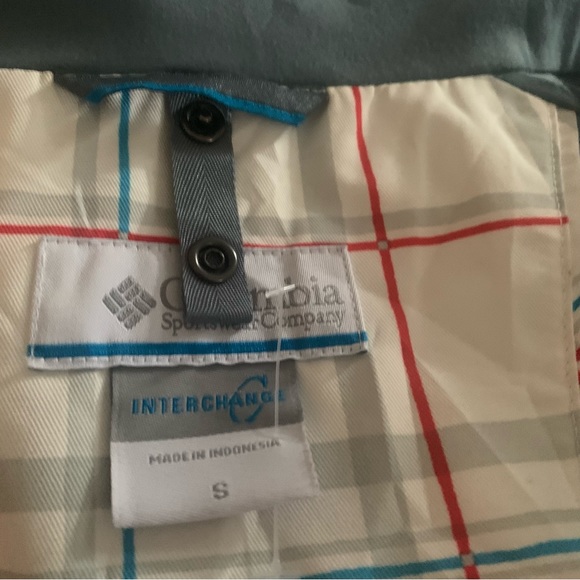 Columbia
Sportswear Company
INTERCHANGE
MADE IN INDONESIA
S